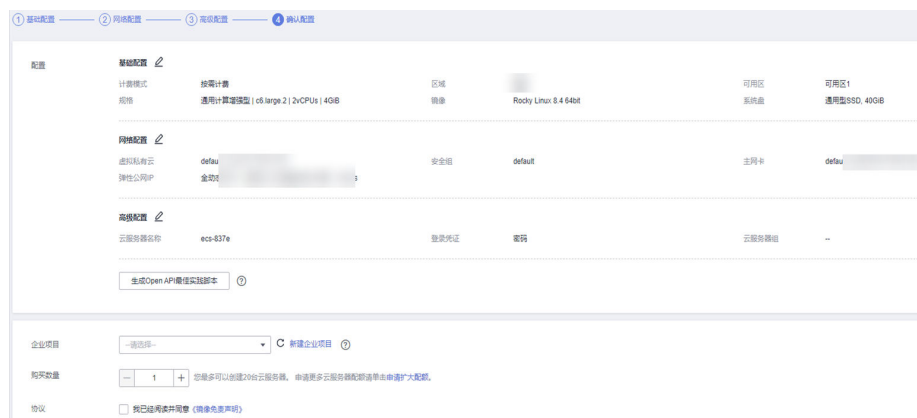 1 基础配置 2 网络配置 3 高级配置 4 确认配置
配置 基础配置
计费模式 按需计费 区域 可用区 可用区1
规格 通用计算增强型 | c6.large.2 | 2vCPUs | 4GiB 镜像 Rocky Linux 8.4 64bit 系统盘 通用型SSD, 40GiB
网络配置
虚拟私有云 defau 安全组 default 主网卡 defau
弹性公网IP 全动态 s
高级配置
云服务器名称 ecs-837e 登录凭证 密码 云服务器组 --
生成Open API最佳实践脚本 ?
企业项目 --请选择-- 新建企业项目 ?
购买数量 − 1 + 您最多可以创建20台云服务器。 申请更多云服务器配额请单击申请扩大配额。
协议 我已经阅读并同意《镜像免责声明》